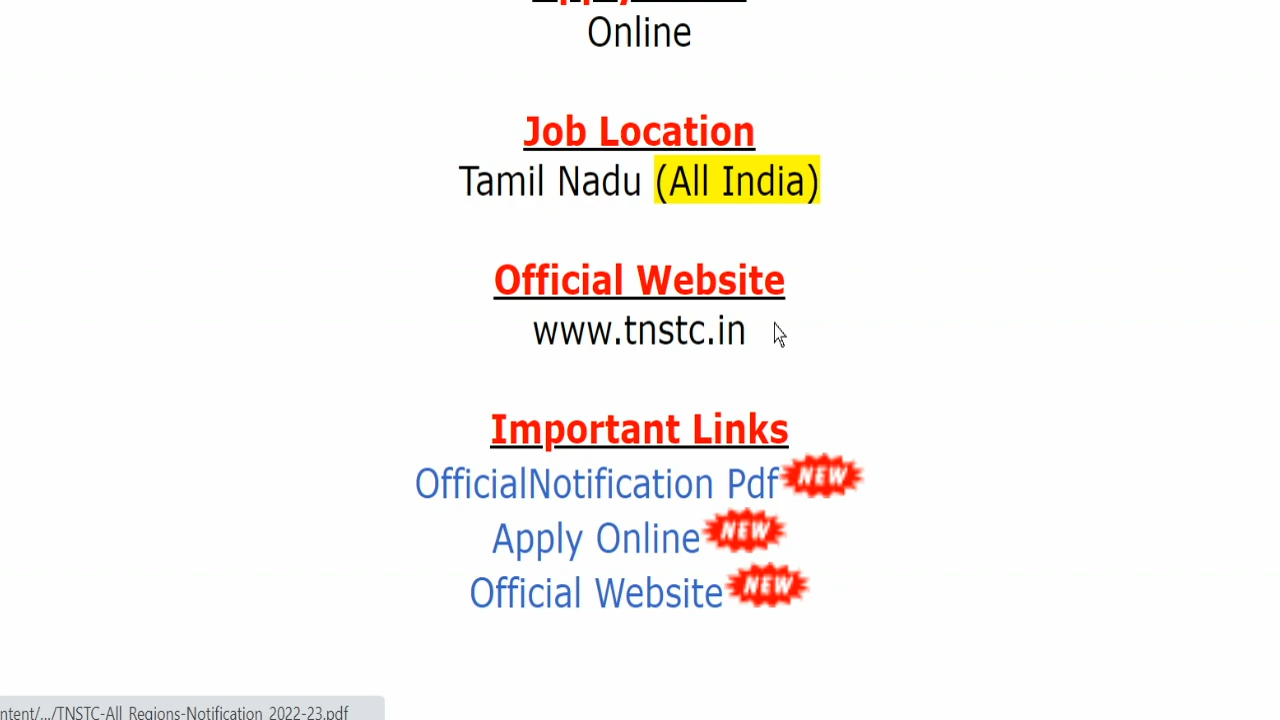 Online
Job Location
Tamil Nadu (All India)
Official Website
www.tnstc.in
Important Links
OfficialNotification Pdf NEW
Apply Online NEW
Official Website NEW
ntent/.../TNSTC-All_Regions-Notification_2022-23.pdf